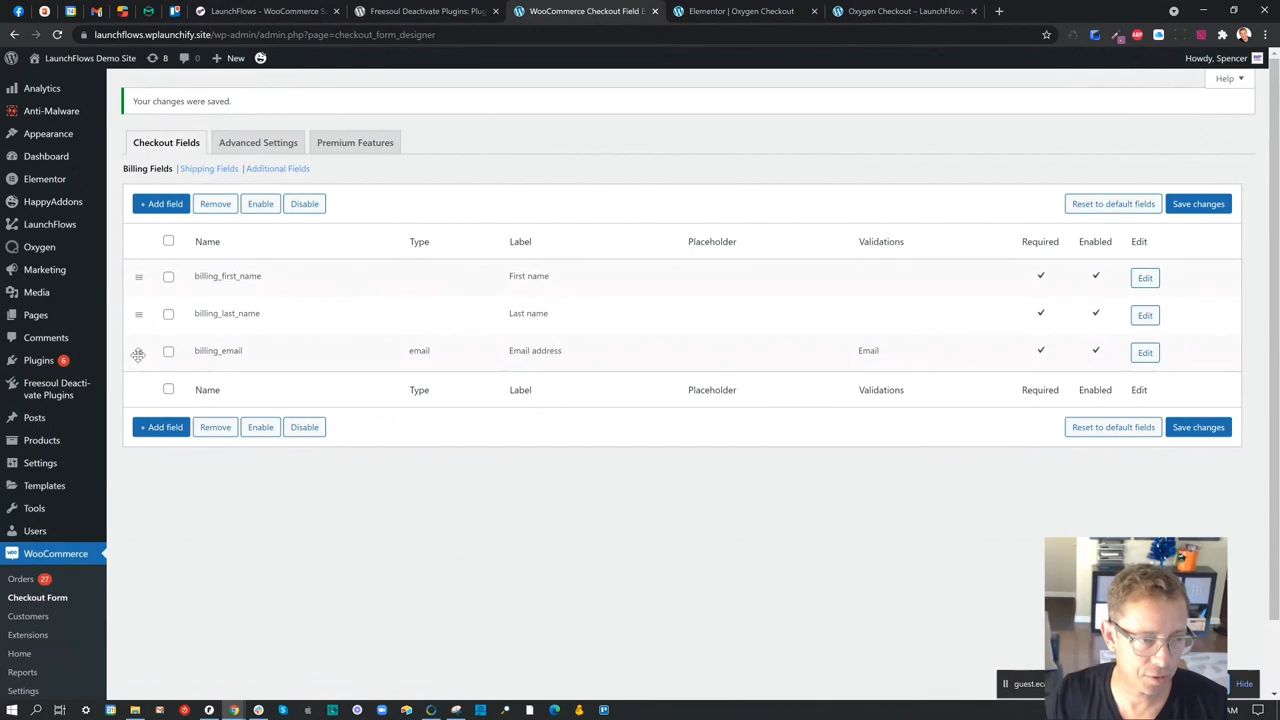 LaunchFlows - WooCommerce Sa
Freesoul Deactivate Plugins: Plu
WooCommerce Checkout Field E
Elementor | Oxygen Checkout
Oxygen Checkout – LaunchFlows
launchflows.wplaunchify.site/wp-admin/admin.php?page=checkout_form_designer
LaunchFlows Demo Site
8
0
+ New
Howdy, Spencer
Help
Analytics
Anti-Malware
Appearance
Dashboard
Elementor
HappyAddons
LaunchFlows
Oxygen
Marketing
Media
Pages
Comments
Plugins 6
Freesoul Deacti-
vate Plugins
Posts
Products
Settings
Templates
Tools
Users
WooCommerce
Orders 27
Checkout Form
Customers
Extensions
Home
Reports
Settings
Your changes were saved.
Checkout Fields
Advanced Settings
Premium Features
Billing Fields | Shipping Fields | Additional Fields
+ Add field
Remove
Enable
Disable
Reset to default fields
Save changes
Name Type Label Placeholder Validations Required Enabled Edit
billing_first_name First name ✓ ✓ Edit
billing_last_name Last name ✓ ✓ Edit
billing_email email Email address Email ✓ ✓ Edit
Name Type Label Placeholder Validations Required Enabled Edit
+ Add field
Remove
Enable
Disable
Reset to default fields
Save changes
Hide